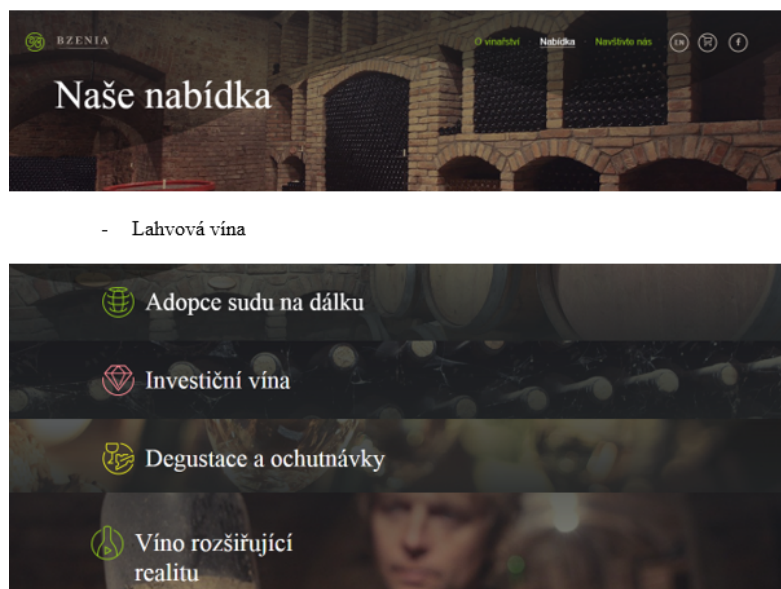 BZENIA
O vinařství · Nabídka · Navštivte nás EN f
Naše nabídka
- Lahvová vína
Adopce sudu na dálku
Investiční vína
Degustace a ochutnávky
Víno rozšiřující
realitu